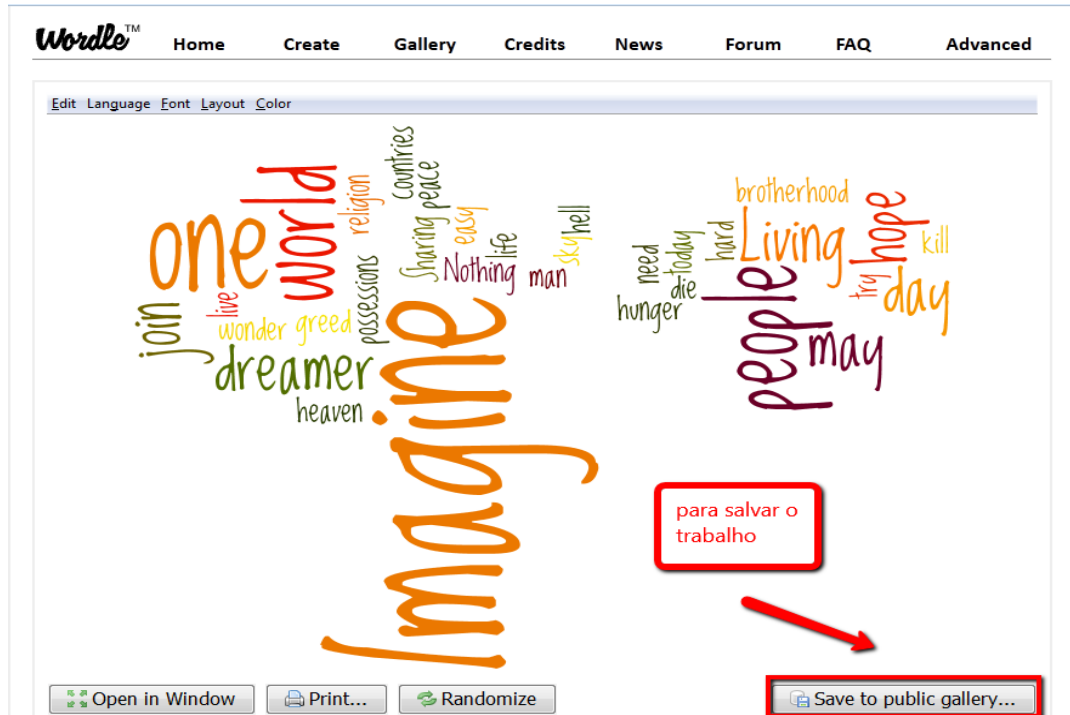 Wordle™ Home Create Gallery Credits News Forum FAQ Advanced
Edit Language Font Layout Color
countries
peace
religion
world
one
Sharing
easy
life
sky
hell
Nothing
man
brotherhood
Living
hope
kill
hard
today
need
die
hunger
try
day
people
may
join
live
wonder
greed
possessions
dreamer
heaven
Imagine
para salvar o
trabalho
Open in Window Print... Randomize Save to public gallery...